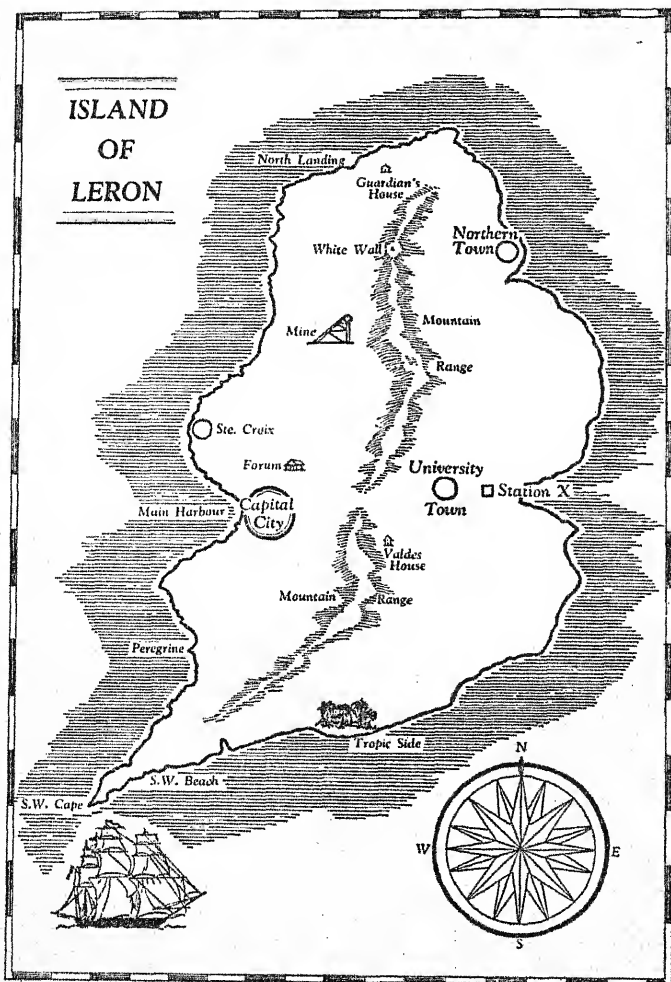 ISLAND
OF
LERON
North Landing
Guardian's
House
Northern
Town
White Wall
Mountain
Mine
Range
Ste. Croix
Forum
University
Town
Station X
Main Harbour
Capital
City
Valdes
House
Mountain
Range
Peregrine
Tropic Side
S.W. Beach
S.W. Cape
N
W
E
S